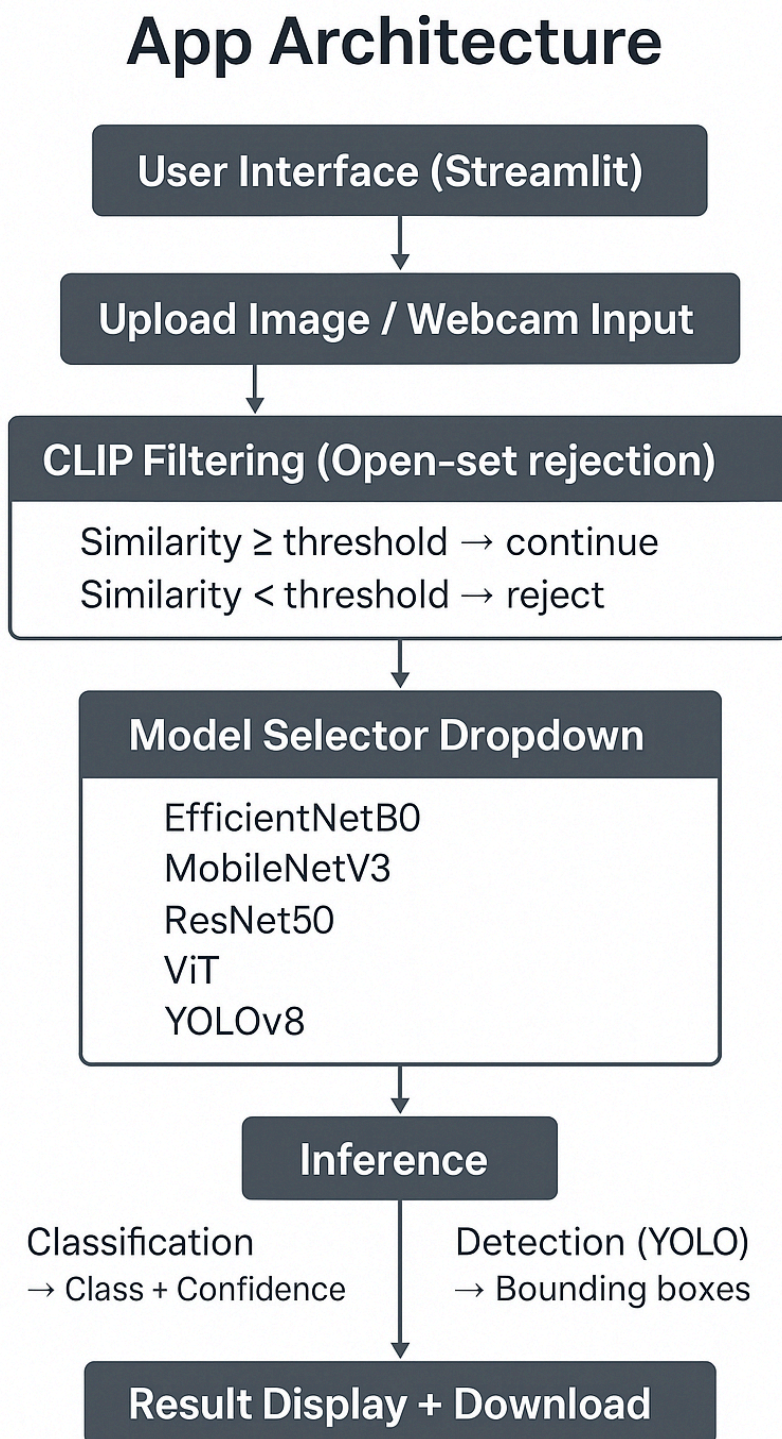 App Architecture
User Interface (Streamlit)
Upload Image / Webcam Input
CLIP Filtering (Open-set rejection)
Similarity ≥ threshold → continue
Similarity < threshold → reject
Model Selector Dropdown
EfficientNetB0
MobileNetV3
ResNet50
ViT
YOLOv8
Inference
Classification
→ Class + Confidence
Detection (YOLO)
→ Bounding boxes
Result Display + Download